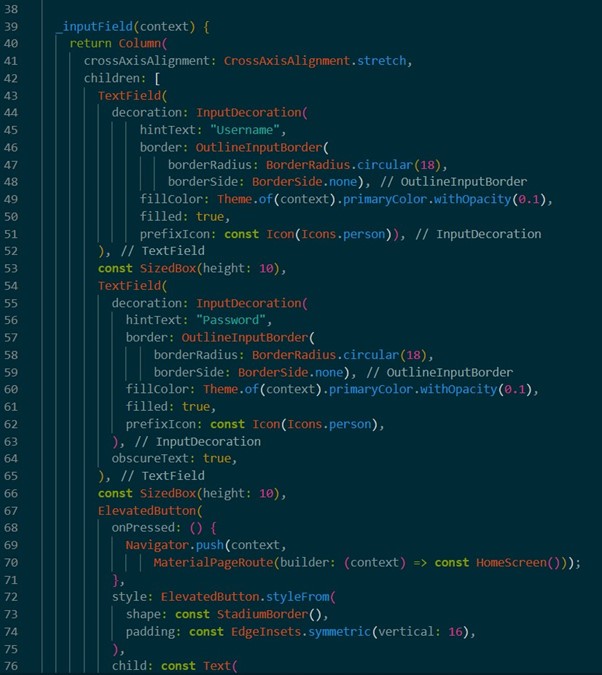 38
39 _inputField(context) {
40 return Column(
41 crossAxisAlignment: CrossAxisAlignment.stretch,
42 children: [
43 TextField(
44 decoration: InputDecoration(
45 hintText: "Username",
46 border: OutlineInputBorder(
47 borderRadius: BorderRadius.circular(18),
48 borderSide: BorderSide.none), // OutlineInputBorder
49 fillColor: Theme.of(context).primaryColor.withOpacity(0.1),
50 filled: true,
51 prefixIcon: const Icon(Icons.person)), // InputDecoration
52 ), // TextField
53 const SizedBox(height: 10),
54 TextField(
55 decoration: InputDecoration(
56 hintText: "Password",
57 border: OutlineInputBorder(
58 borderRadius: BorderRadius.circular(18),
59 borderSide: BorderSide.none), // OutlineInputBorder
60 fillColor: Theme.of(context).primaryColor.withOpacity(0.1),
61 filled: true,
62 prefixIcon: const Icon(Icons.person),
63 ), // InputDecoration
64 obscureText: true,
65 ), // TextField
66 const SizedBox(height: 10),
67 ElevatedButton(
68 onPressed: () {
69 Navigator.push(context,
70 MaterialPageRoute(builder: (context) => const HomeScreen()));
71 },
72 style: ElevatedButton.styleFrom(
73 shape: const StadiumBorder(),
74 padding: const EdgeInsets.symmetric(vertical: 16),
75 ),
76 child: const Text(